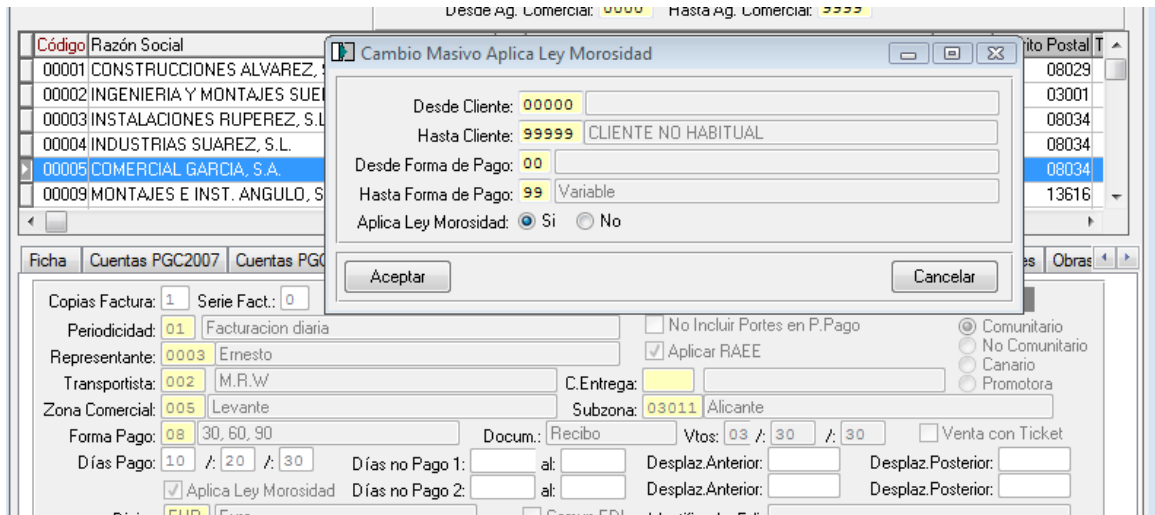 Desde Ag. Comercial: 0000 Hasta Ag. Comercial: 9999
Código Razón Social Postal T
00001 CONSTRUCCIONES ALVAREZ, 08029
00002 INGENIERIA Y MONTAJES 03001
00003 INSTALACIONES RUPEREZ, S.L 08034
00004 INDUSTRIAS SUAREZ, S.L. 08034
00005 COMERCIAL GARCIA, S.A. 08034
00009 MONTAJES E INST. ANGULO, S 13616
Cambio Masivo Aplica Ley Morosidad
Desde Cliente: 00000
Hasta Cliente: 99999 CLIENTE NO HABITUAL
Desde Forma de Pago: 00
Hasta Forma de Pago: 99 Variable
Aplica Ley Morosidad: Si No
Aceptar Cancelar
Ficha Cuentas PGC2007 Cuentas Obras
Copias Factura: 1 Serie Fact.: 0
Periodicidad: 01 Facturacion diaria No Incluir Portes en P.Pago Comunitario
Representante: 0003 Ernesto Aplicar RAEE No Comunitario
Canario
Transportista: 002 M.R.W C.Entrega: Promotora
Zona Comercial: 005 Levante Subzona: 03011 Alicante
Forma Pago: 08 30, 60, 90 Docum.: Recibo Vtos: 03 /: 30 /: 30 Venta con Ticket
Días Pago: 10 /: 20 /: 30 Días no Pago 1: al: Desplaz.Anterior: Desplaz.Posterior:
Aplica Ley Morosidad Días no Pago 2: al: Desplaz.Anterior: Desplaz.Posterior: